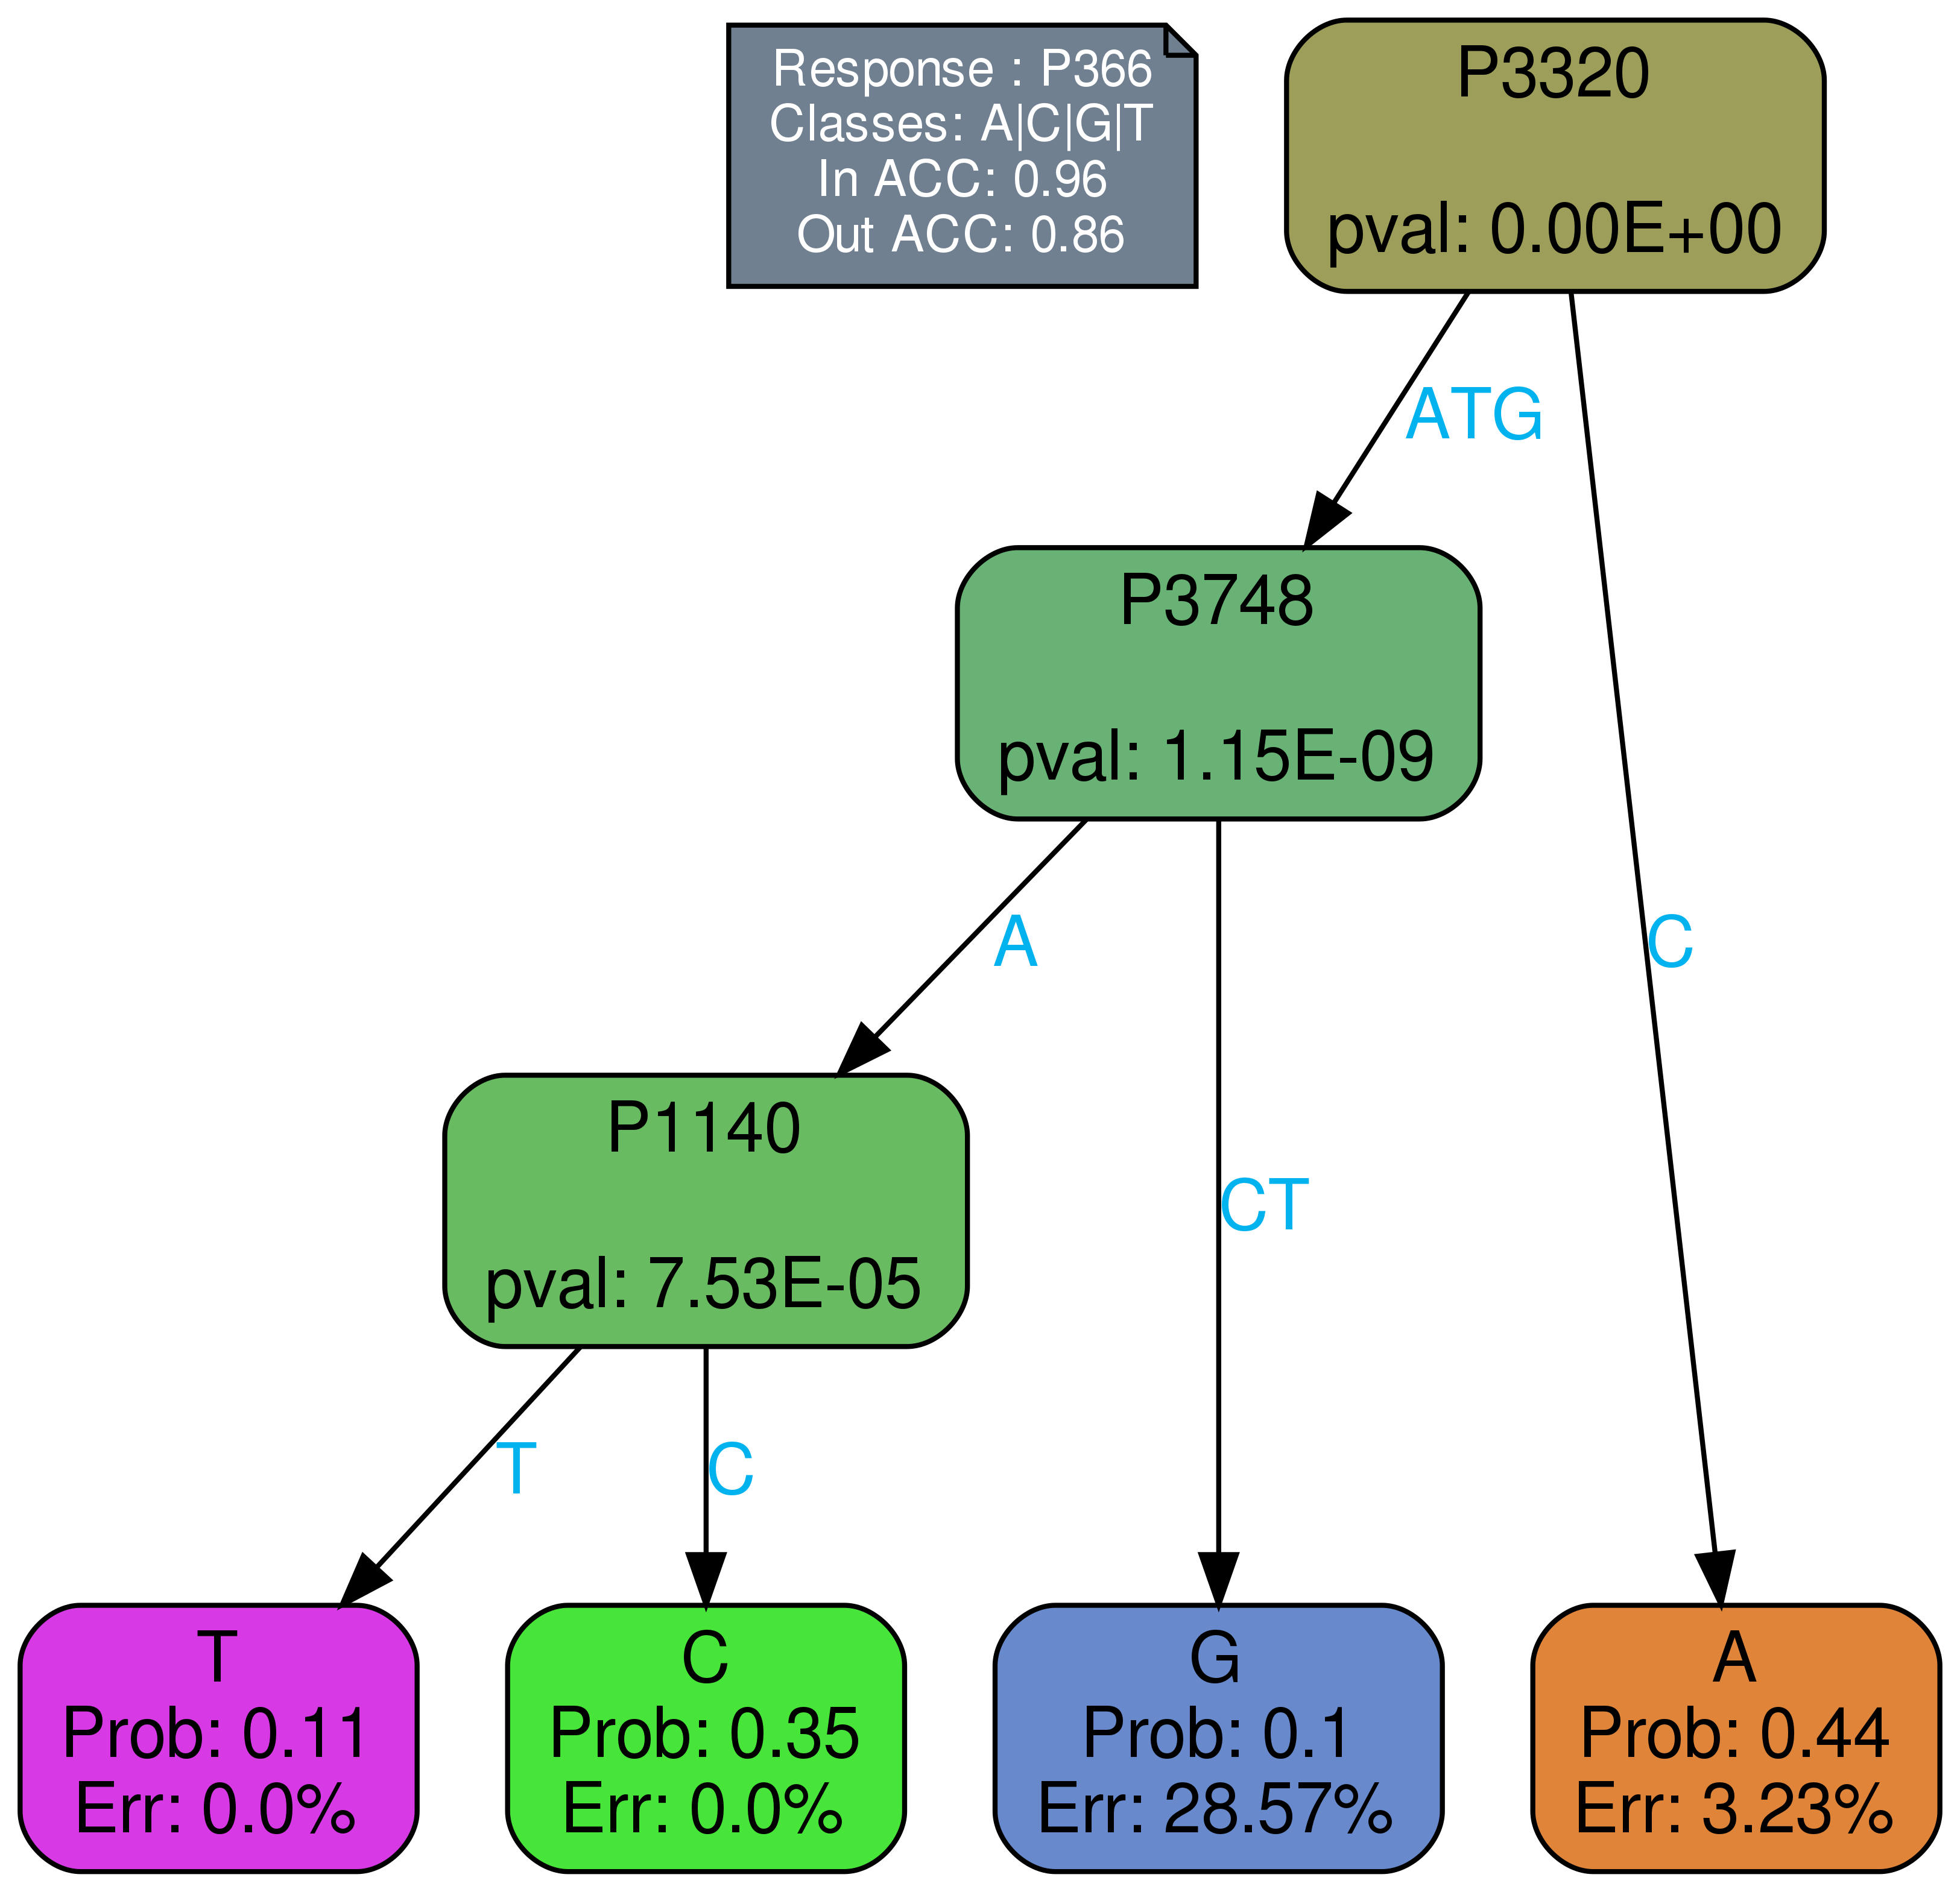 Response : P366
Classes: A|C|G|T
In ACC: 0.96
Out ACC: 0.86
P3320
pval: 0.00E+00
ATG
P3748
pval: 1.15E-09
A
C
CT
P1140
pval: 7.53E-05
T
C
T
Prob: 0.11
Err: 0.0%
C
Prob: 0.35
Err: 0.0%
G
Prob: 0.1
Err: 28.57%
A
Prob: 0.44
Err: 3.23%